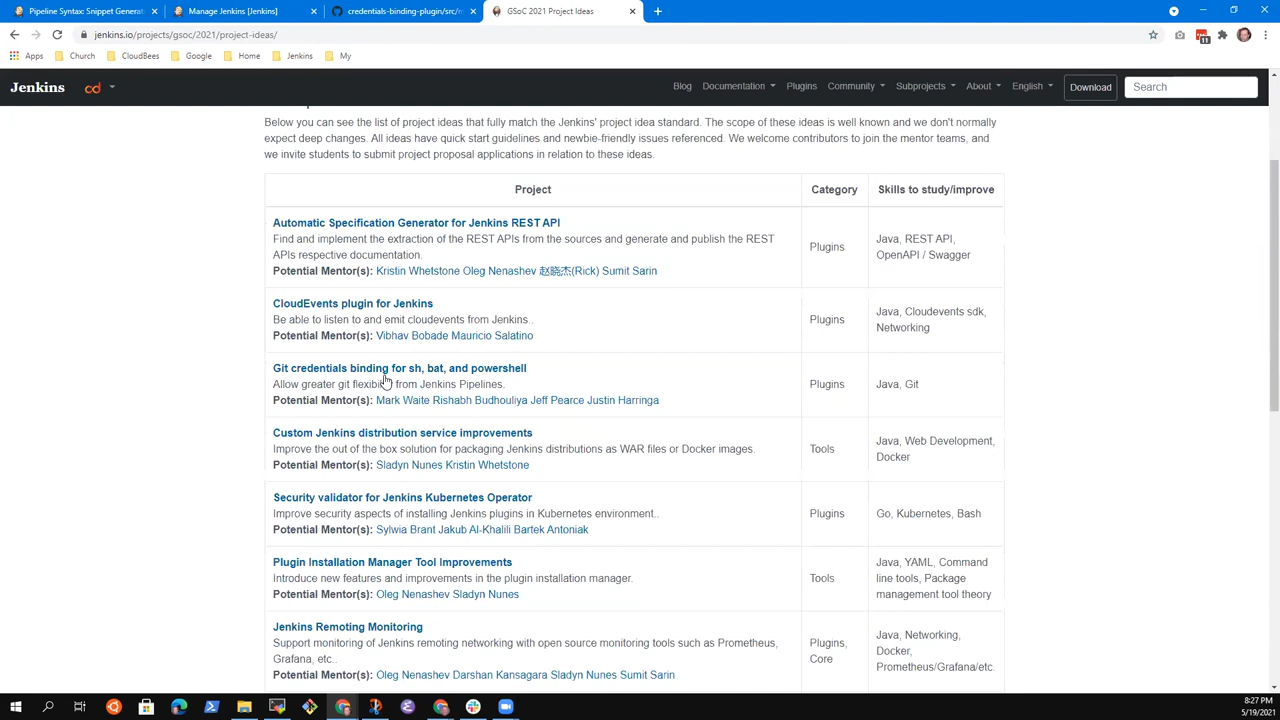 Pipeline Syntax: Snippet Generat
Manage Jenkins [Jenkins]
credentials-binding-plugin/src/m
GSoC 2021 Project Ideas
jenkins.io/projects/gsoc/2021/project-ideas/
11
Apps
Church
CloudBees
Google
Home
Jenkins
My
Jenkins
cd
Blog
Documentation
Plugins
Community
Subprojects
About
English
Download
Search
Below you can see the list of project ideas that fully match the Jenkins' project idea standard. The scope of these ideas is well known and we don't normally
expect deep changes. All ideas have quick start guidelines and newbie-friendly issues referenced. We welcome contributors to join the mentor teams, and
we invite students to submit project proposal applications in relation to these ideas.
Project
Category
Skills to study/improve
Automatic Specification Generator for Jenkins REST API
Find and implement the extraction of the REST APIs from the sources and generate and publish the REST
APIs respective documentation.
Potential Mentor(s): Kristin Whetstone Oleg Nenashev 赵晓杰(Rick) Sumit Sarin
Plugins
Java, REST API,
OpenAPI / Swagger
CloudEvents plugin for Jenkins
Be able to listen to and emit cloudevents from Jenkins..
Potential Mentor(s): Vibhav Bobade Mauricio Salatino
Plugins
Java, Cloudevents sdk,
Networking
Git credentials binding for sh, bat, and powershell
Allow greater git flexibility from Jenkins Pipelines.
Potential Mentor(s): Mark Waite Rishabh Budhouliya Jeff Pearce Justin Harringa
Plugins
Java, Git
Custom Jenkins distribution service improvements
Improve the out of the box solution for packaging Jenkins distributions as WAR files or Docker images.
Potential Mentor(s): Sladyn Nunes Kristin Whetstone
Tools
Java, Web Development,
Docker
Security validator for Jenkins Kubernetes Operator
Improve security aspects of installing Jenkins plugins in Kubernetes environment..
Potential Mentor(s): Sylwia Brant Jakub Al-Khalili Bartek Antoniak
Plugins
Go, Kubernetes, Bash
Plugin Installation Manager Tool Improvements
Introduce new features and improvements in the plugin installation manager.
Potential Mentor(s): Oleg Nenashev Sladyn Nunes
Tools
Java, YAML, Command
line tools, Package
management tool theory
Jenkins Remoting Monitoring
Support monitoring of Jenkins remoting networking with open source monitoring tools such as Prometheus,
Grafana, etc..
Potential Mentor(s): Oleg Nenashev Darshan Kansagara Sladyn Nunes Sumit Sarin
Plugins,
Core
Java, Networking,
Docker,
Prometheus/Grafana/etc.
8:27 PM
5/19/2021